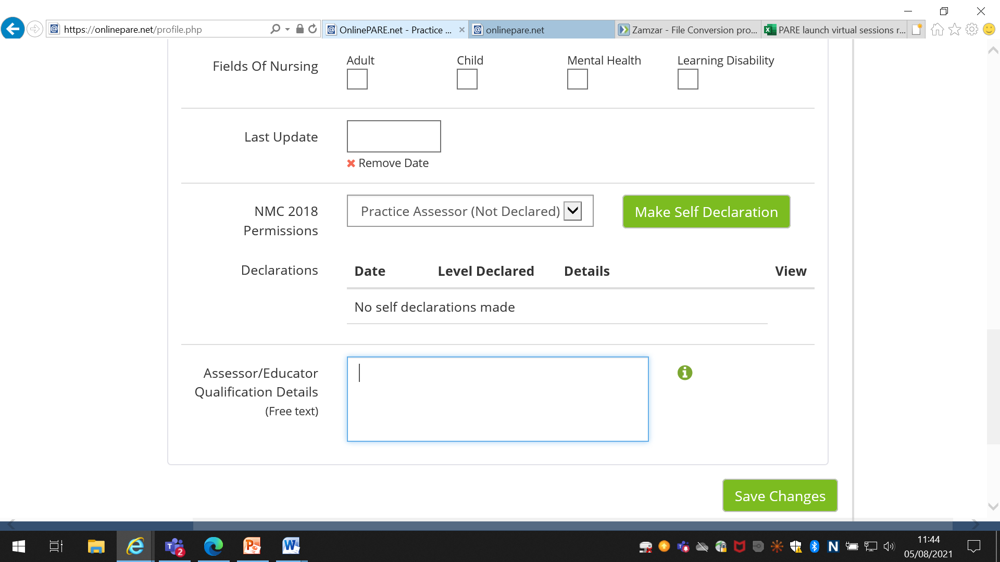 https://onlinepare.net/profile.php
OnlinePARE.net - Practice ...
onlinepare.net
Zamzar - File Conversion pro...
PARE launch virtual sessions r...
Fields Of Nursing
Adult
Child
Mental Health
Learning Disability
Last Update
Remove Date
NMC 2018
Permissions
Practice Assessor (Not Declared)
Make Self Declaration
Declarations
Date
Level Declared
Details
View
No self declarations made
Assessor/Educator
Qualification Details
(Free text)
Save Changes
2
11:44
05/08/2021